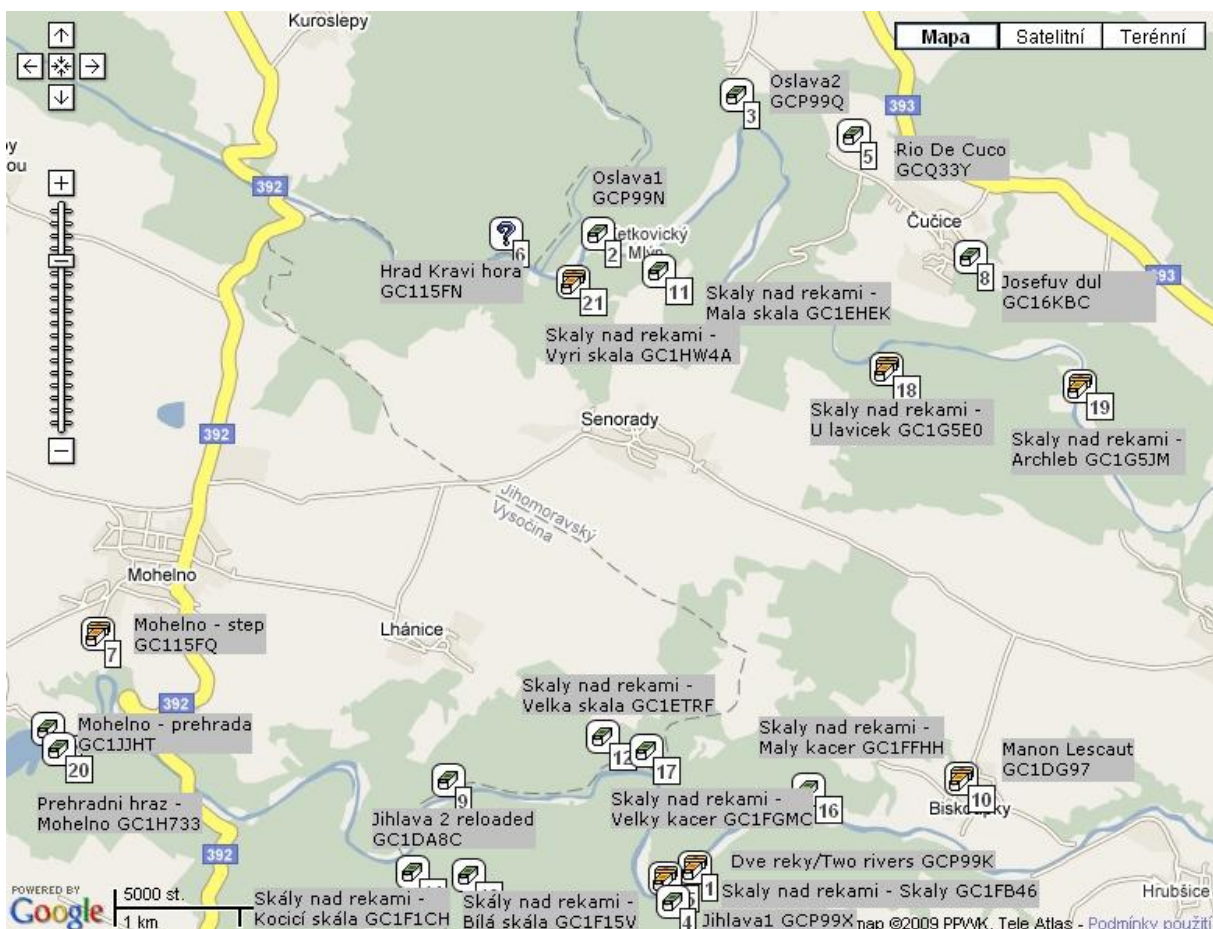 Kuroslepy
Mapa
Satelitní
Terénní
393
Oslava2
GCP99Q
3
5
Rio De Cuco
GCQ33Y
392
Oslava1
GCP99N
Čučice
2
etkovický
Mlýn
6
Hrad Kravi hora
GC115FN
21
11
8
Josefuv dul
GC16KBC
393
Skaly nad rekami -
Mala skala GC1EHEK
Skaly nad rekami -
Vyri skala GC1HW4A
18
19
Skaly nad rekami -
U lavicek GC1G5E0
Skaly nad rekami -
Archleb GC1G5JM
392
Senorady
Jihomoravský
Vysočina
Mohelno
Mohelno - step
GC115FQ
7
Lhánice
392
Skaly nad rekami -
Velka skala GC1ETRF
Mohelno - prehrada
GC1JJHT
20
12
17
Skaly nad rekami -
Maly kacer GC1FFHH
Manon Lescaut
GC1DG97
10
Biskoupky
Prehradni hraz -
Mohelno GC1H733
9
Jihlava 2 reloaded
GC1DA8C
Skaly nad rekami -
Velky kacer GC1FGMC
16
392
Dve reky/Two rivers GCP99K
1
Skaly nad rekami - Skaly GC1FB46
4
Jihlava1 GCP99X
Hrubšice
Skály nad rekami -
Kocicí skála GC1F1CH
Skály nad rekami -
Bílá skála GC1F15V
POWERED BY
Google
5000 st.
1 km
map ©2009 PPWK, Tele Atlas - Podmínky použití